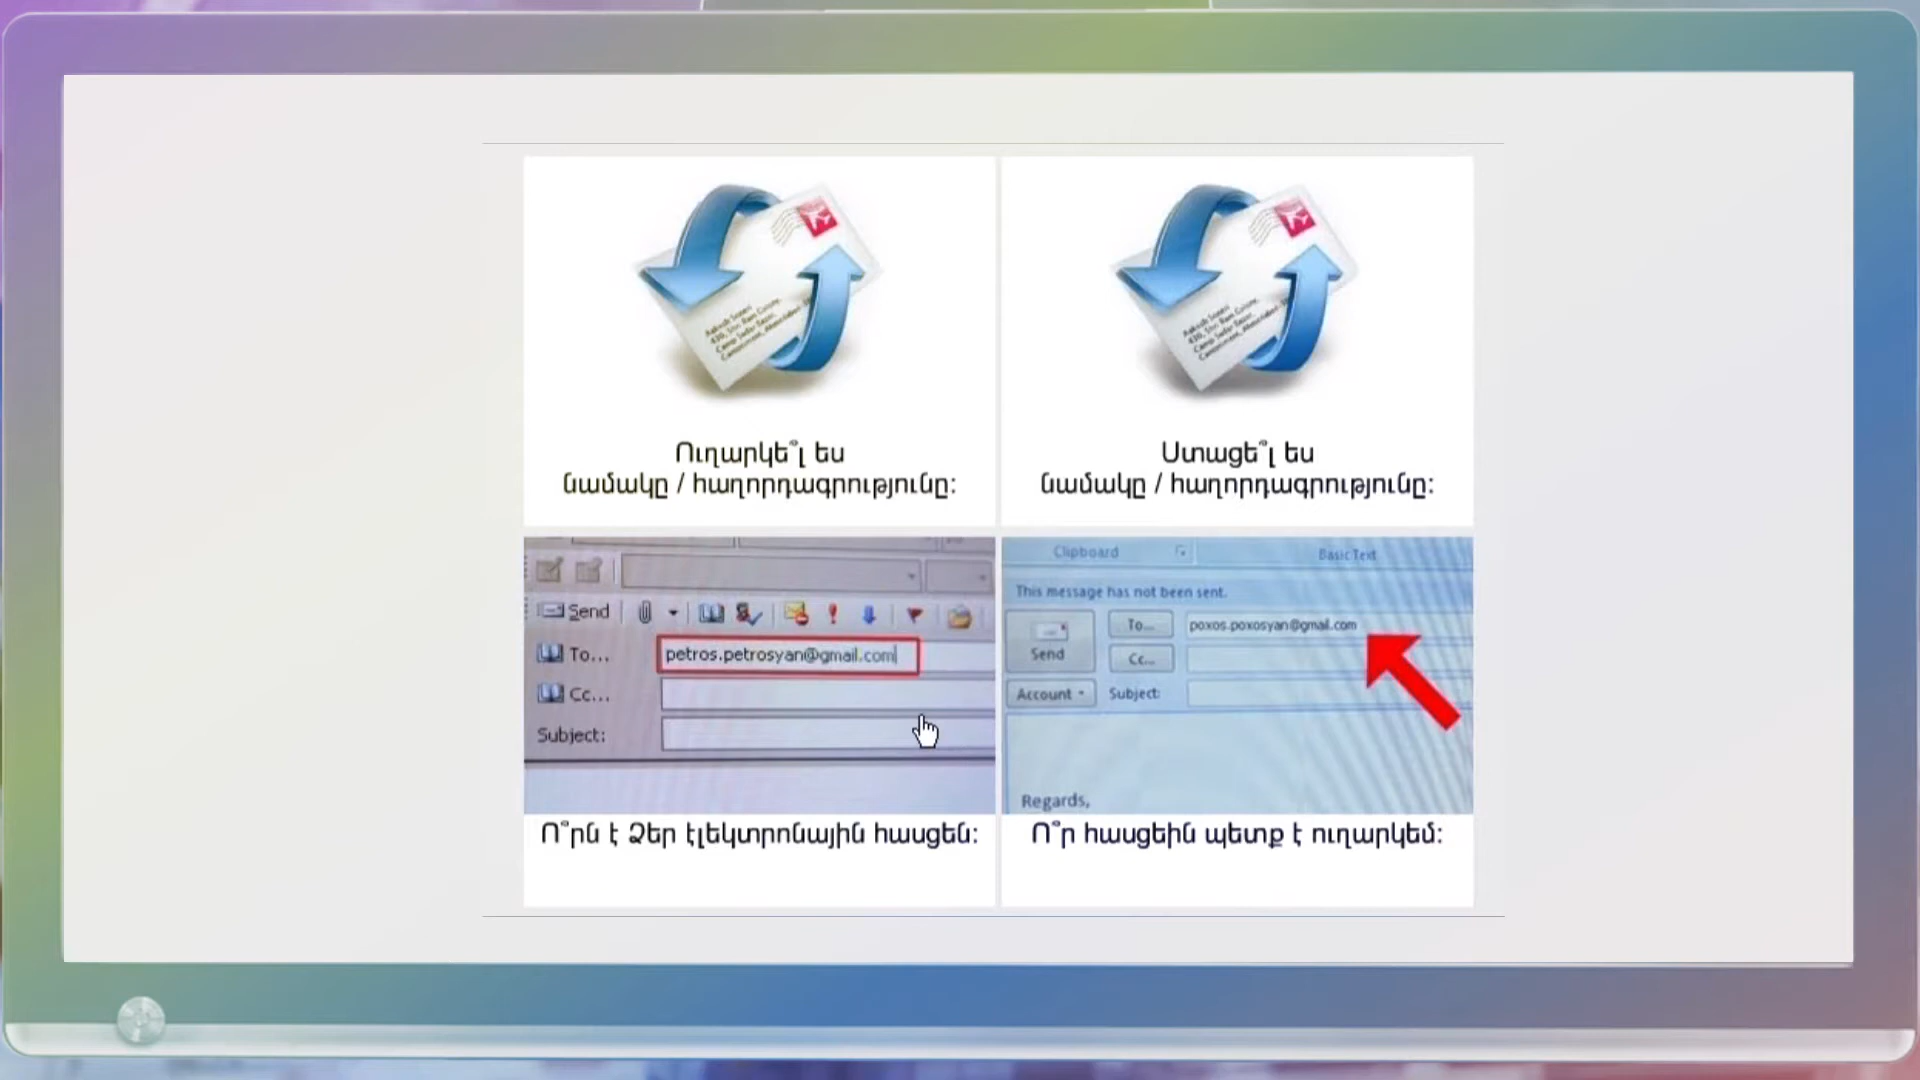 Ուղարկե՞լ ես
նամակը / հաղորդագրությունը:
Ստացե՞լ ես
նամակը / հաղորդագրությունը:
Send
To...
petros.petrosyan@gmail.com
Cc...
Subject:
Ո՞րն է Ձեր էլեկտրոնային հասցեն:
Clipboard
Basic Text
This message has not been sent.
To...
poxos.poxosyan@gmail.com
Send
Cc...
Account
Subject:
Regards,
Ո՞ր հասցեին պետք է ուղարկեմ: